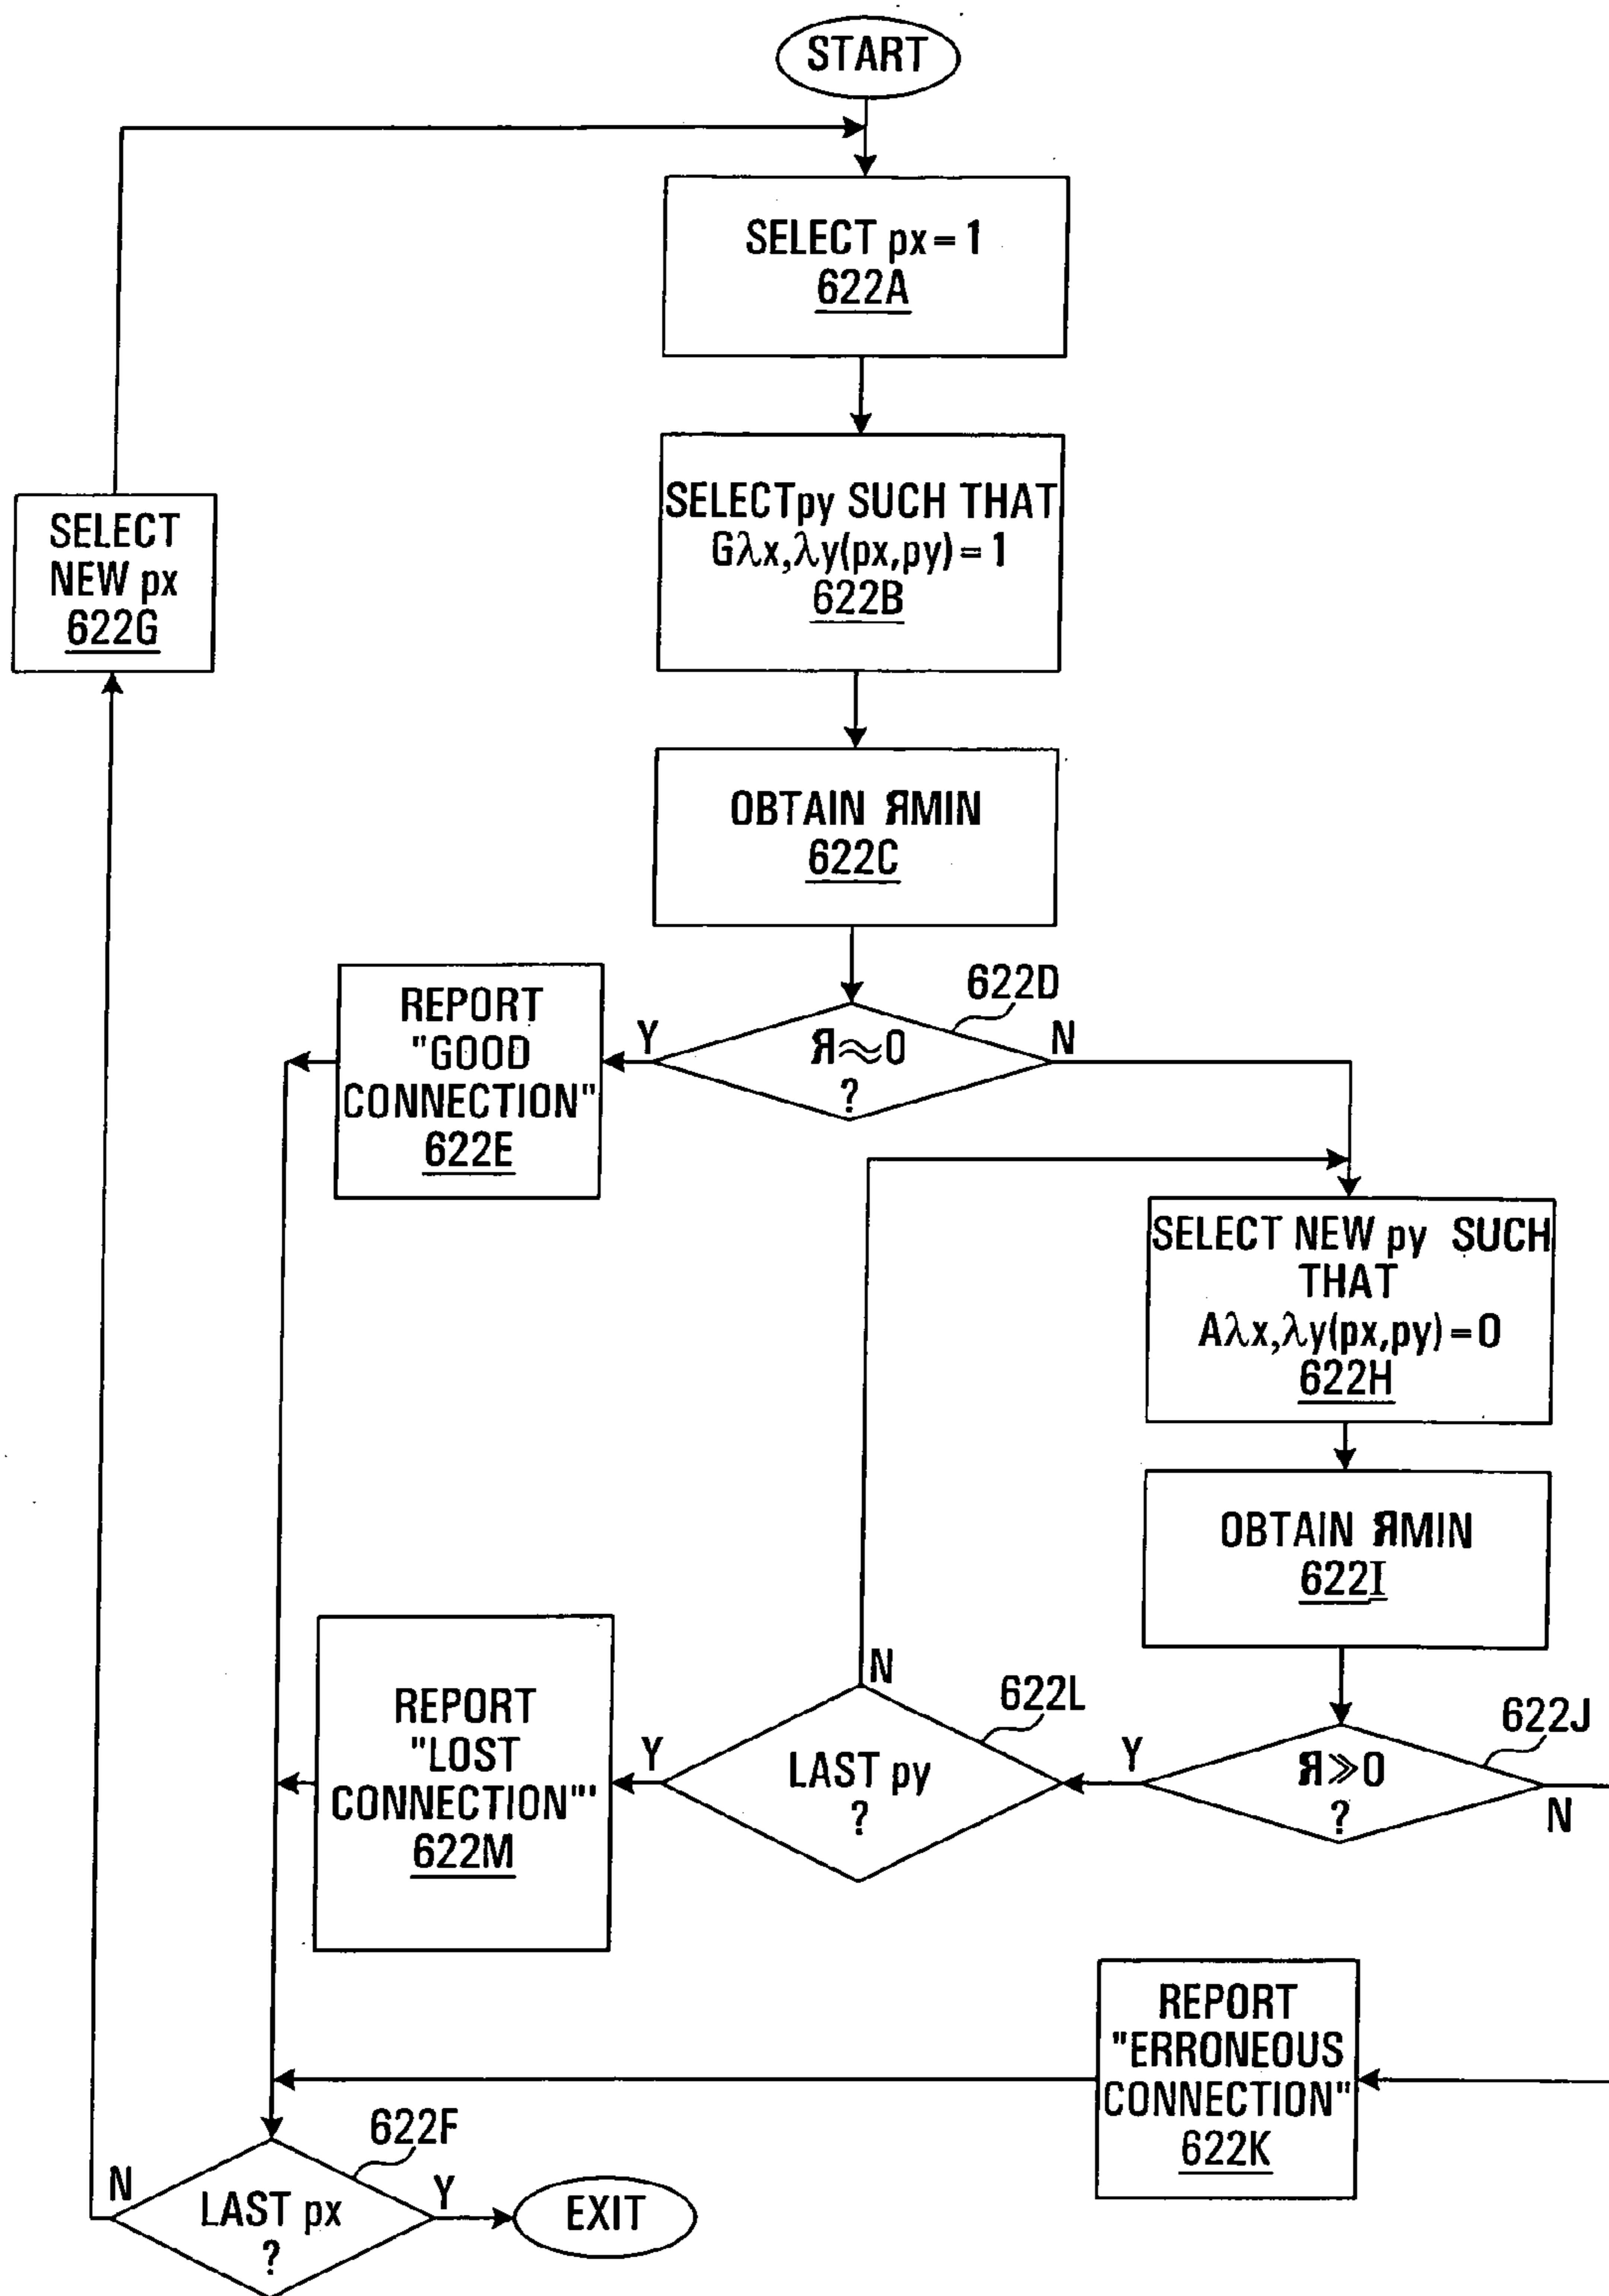 START
SELECT px = 1
622A
SELECT py SUCH THAT
Gλx,λy(px,py) = 1
622B
SELECT
NEW px
622G
OBTAIN ЯMIN
622C
622D
REPORT
"GOOD
CONNECTION"
622E
Y
Я≈0
?
N
SELECT NEW py SUCH
THAT
Aλx,λy(px,py) = 0
622H
OBTAIN ЯMIN
622I
REPORT
"LOST
CONNECTION"'
622M
Y
N
622L
LAST py
?
Y
622J
Я≫0
?
N
REPORT
"ERRONEOUS
CONNECTION"
622K
622F
N
LAST px
?
Y
EXIT